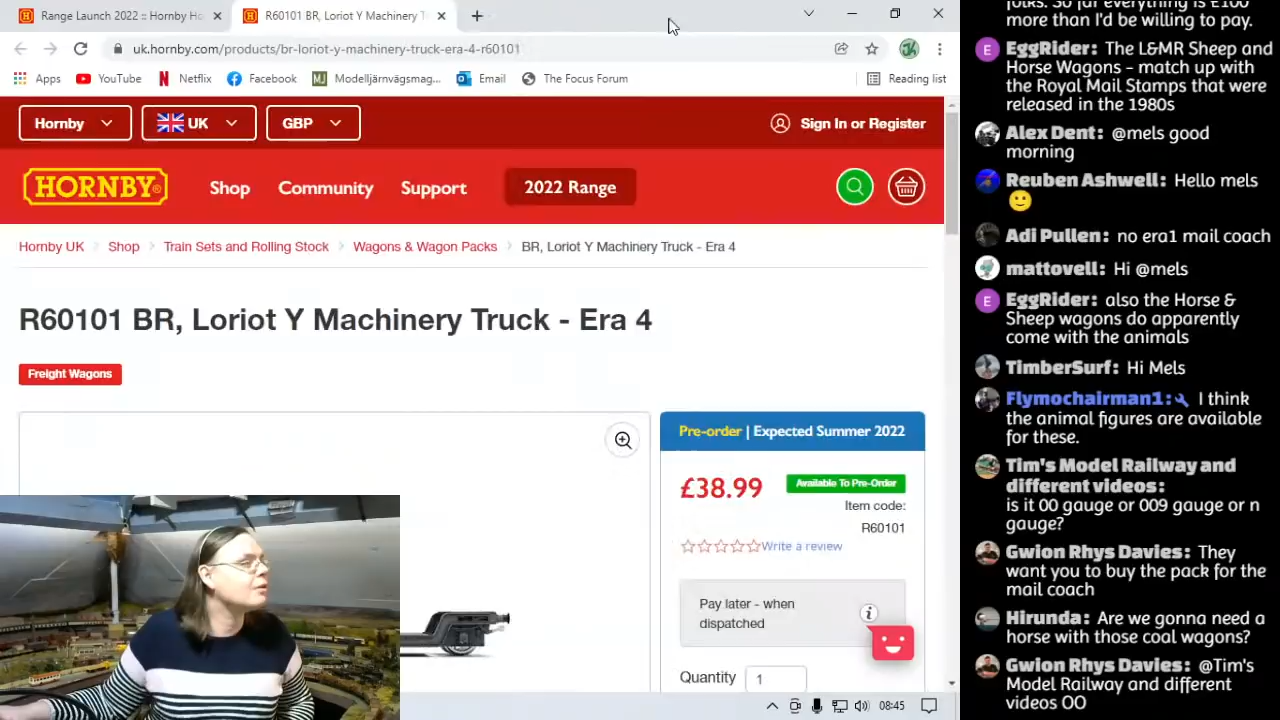 Range Launch 2022 :: Hornby Ho
R60101 BR, Loriot Y Machinery T
uk.hornby.com/products/br-loriot-y-machinery-truck-era-4-r60101
Apps YouTube Netflix Facebook Modelljärnvägsmag... Email The Focus Forum Reading list
Hornby UK GBP Sign In or Register
HORNBY Shop Community Support 2022 Range
Hornby UK Shop Train Sets and Rolling Stock Wagons & Wagon Packs BR, Loriot Y Machinery Truck - Era 4
R60101 BR, Loriot Y Machinery Truck - Era 4
Freight Wagons
Pre-order | Expected Summer 2022
£38.99 Available To Pre-Order
Item code:
R60101
Write a review
Pay later - when
dispatched
Quantity 1
08:45
folks. So far everything is £100
more than I'd be willing to pay.
E EggRider: The L&MR Sheep and
Horse Wagons - match up with
the Royal Mail Stamps that were
released in the 1980s
Alex Dent: @mels good
morning
Reuben Ashwell: Hello mels
🙂
Adi Pullen: no era1 mail coach
mattovell: Hi @mels
E EggRider: also the Horse &
Sheep wagons do apparently
come with the animals
TimberSurf: Hi Mels
Flymochairman1: I think
the animal figures are available
for these.
Tim's Model Railway and
different videos:
is it 00 gauge or 009 gauge or n
gauge?
Gwion Rhys Davies: They
want you to buy the pack for the
mail coach
Hirunda: Are we gonna need a
horse with those coal wagons?
Gwion Rhys Davies: @Tim's
Model Railway and different
videos OO